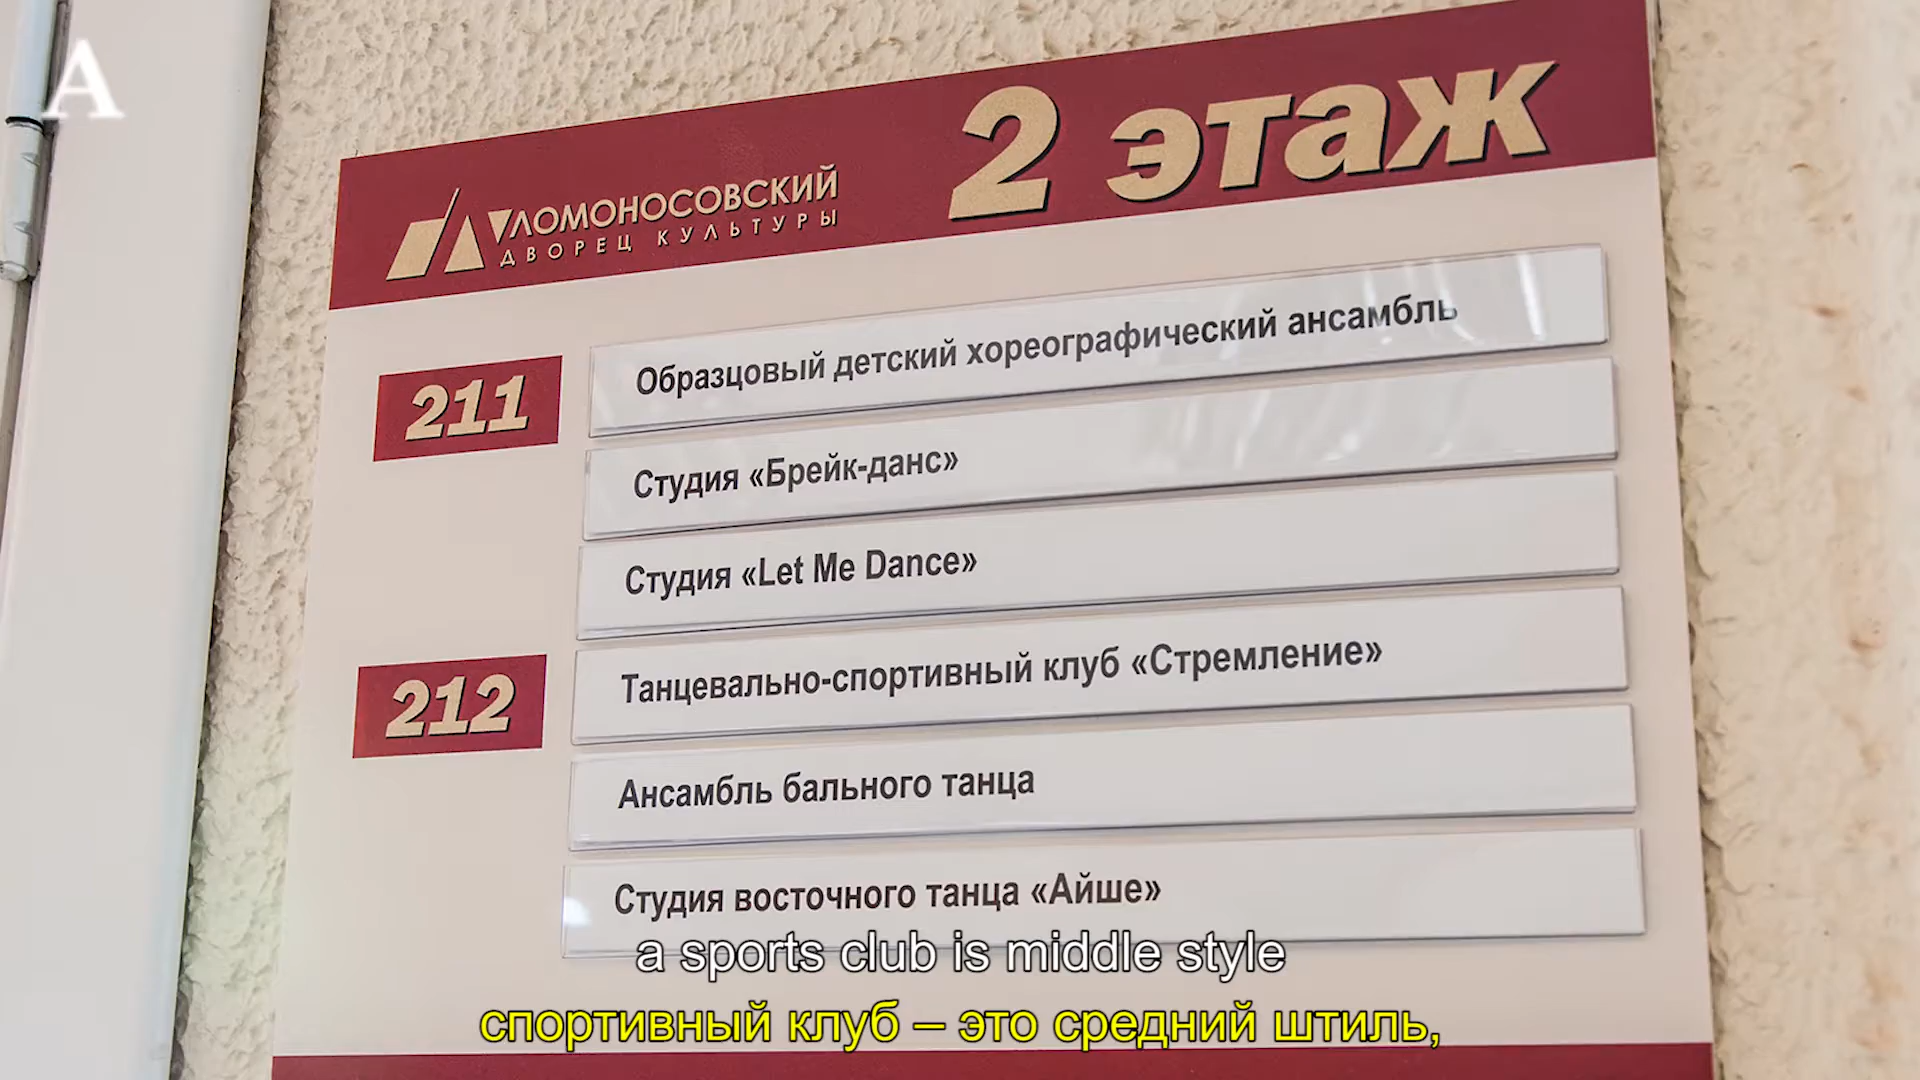 A
ЛОМОНОСОВСКИЙ
ДВОРЕЦ КУЛЬТУРЫ
2 этаж
211
Образцовый детский хореографический ансамбль
Студия «Брейк-данс»
Студия «Let Me Dance»
212
Танцевально-спортивный клуб «Стремление»
Ансамбль бального танца
Студия восточного танца «Айше»
a sports club is middle style
спортивный клуб – это средний штиль,